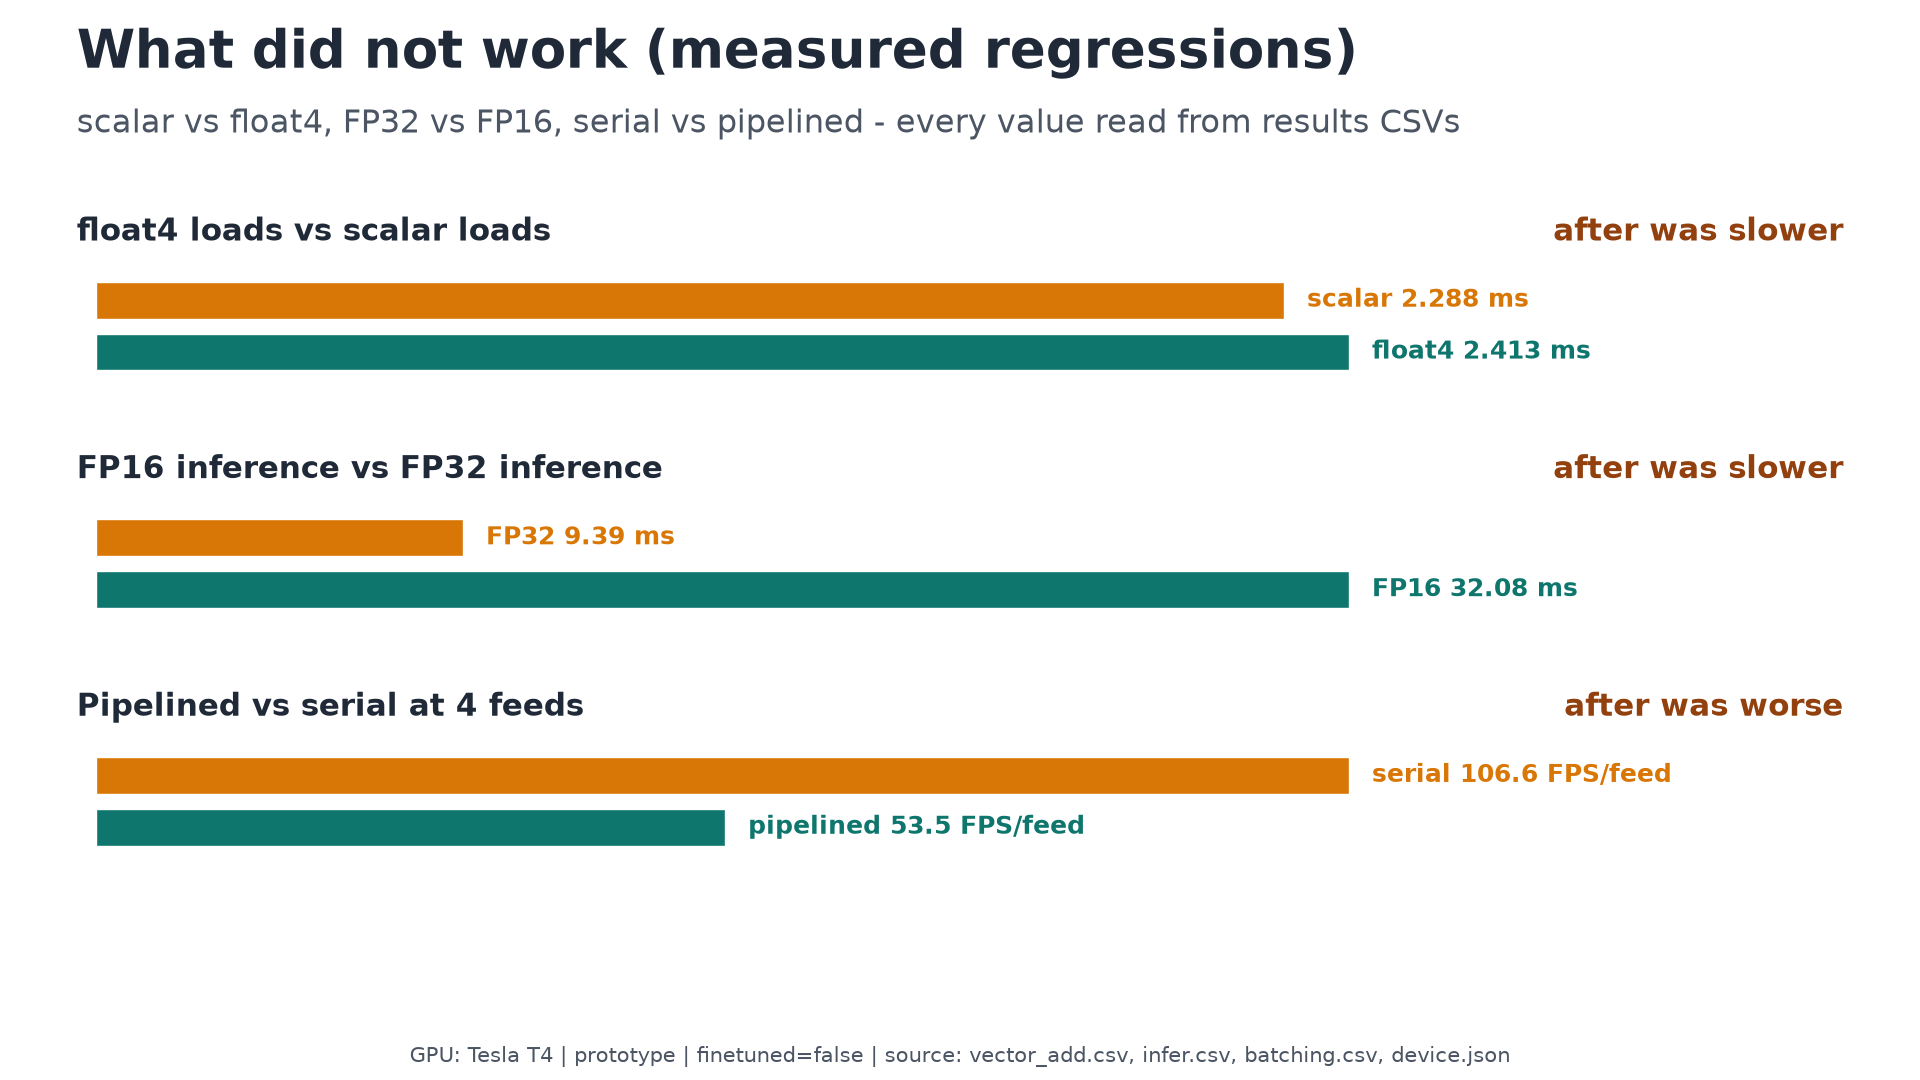 What did not work (measured regressions)
scalar vs float4, FP32 vs FP16, serial vs pipelined - every value read from results CSVs
float4 loads vs scalar loads
after was slower
scalar 2.288 ms
float4 2.413 ms
FP16 inference vs FP32 inference
after was slower
FP32 9.39 ms
FP16 32.08 ms
Pipelined vs serial at 4 feeds
after was worse
serial 106.6 FPS/feed
pipelined 53.5 FPS/feed
GPU: Tesla T4 | prototype | finetuned=false | source: vector_add.csv, infer.csv, batching.csv, device.json